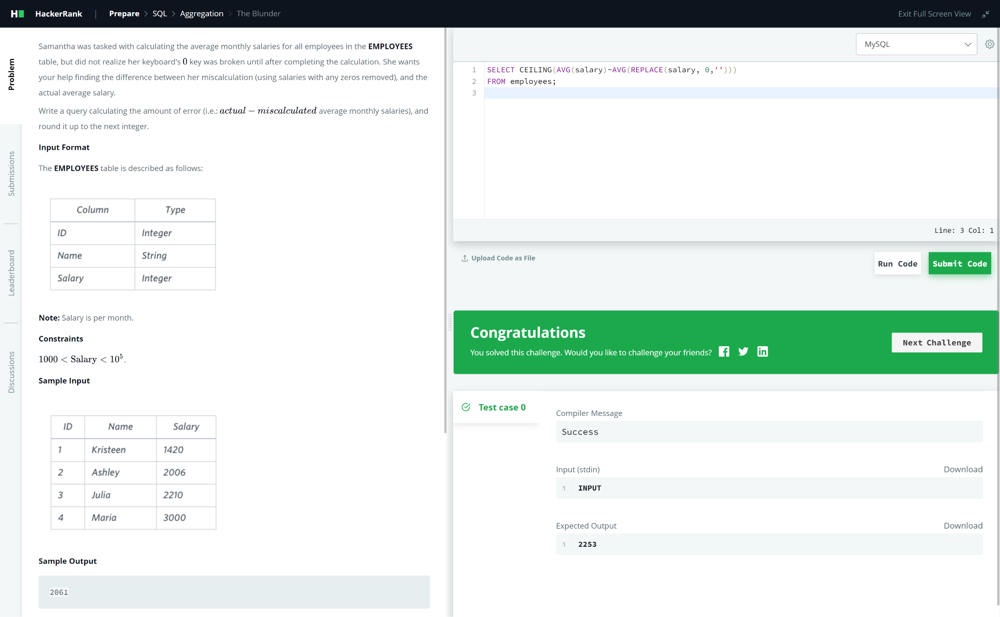 H HackerRank | Prepare > SQL > Aggregation > The Blunder
Exit Full Screen View
Problem
Submissions
Leaderboard
Discussions
Samantha was tasked with calculating the average monthly salaries for all employees in the EMPLOYEES
table, but did not realize her keyboard's 0 key was broken until after completing the calculation. She wants
your help finding the difference between her miscalculation (using salaries with any zeros removed), and the
actual average salary.
Write a query calculating the amount of error (i.e.: actual − miscalculated average monthly salaries), and
round it up to the next integer.
Input Format
The EMPLOYEES table is described as follows:
Column Type
ID Integer
Name String
Salary Integer
Note: Salary is per month.
Constraints
1000 < Salary < 10⁵.
Sample Input
ID Name Salary
1 Kristeen 1420
2 Ashley 2006
3 Julia 2210
4 Maria 3000
Sample Output
2061
MySQL
1 SELECT CEILING(AVG(salary)-AVG(REPLACE(salary, 0,'')))
2 FROM employees;
3
Line: 3 Col: 1
Upload Code as File
Run Code
Submit Code
Congratulations
You solved this challenge. Would you like to challenge your friends?
Next Challenge
Test case 0
Compiler Message
Success
Input (stdin)
Download
1 INPUT
Expected Output
Download
1 2253